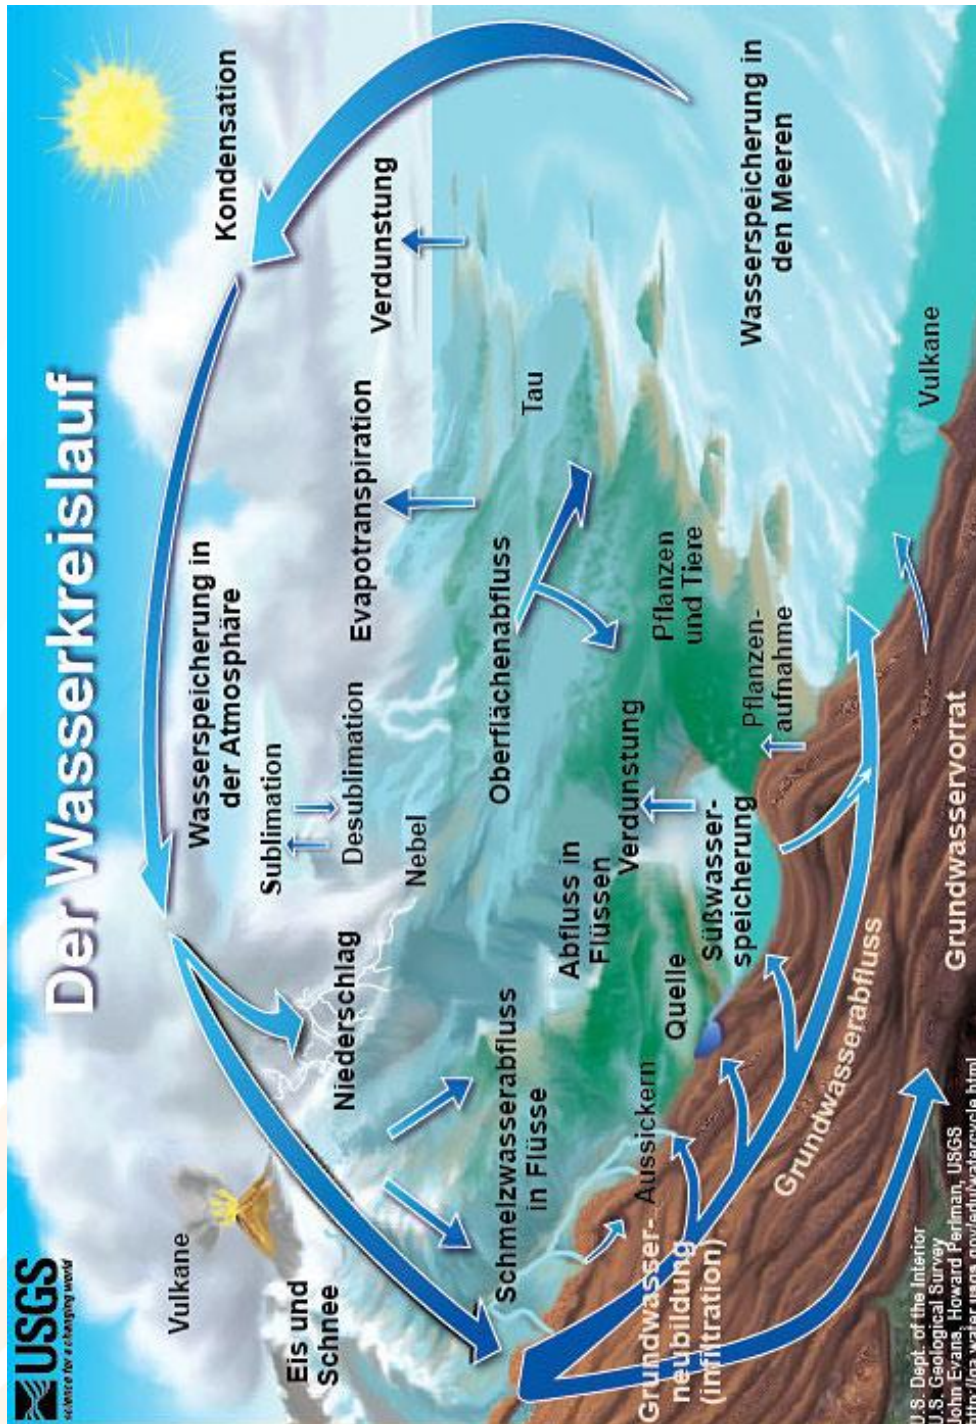 USGS
science for a changing world
Der Wasserkreislauf
Vulkane
Eis und
Schnee
Niederschlag
Wasserspeicherung in
der Atmosphäre
Sublimation
Desublimation
Nebel
Kondensation
Evapotranspiration
Verdunstung
Schmelzwasserabfluss
in Flüsse
Oberflächenabfluss
Tau
Abfluss in
Flüssen
Verdunstung
Aussickern
Quelle
Süßwasser-
speicherung
Pflanzen
und Tiere
Pflanzen-
aufnahme
Wasserspeicherung in
den Meeren
Grundwasser-
neubildung
(infiltration)
Grundwasserabfluss
Vulkane
Grundwasservorrat
U.S. Dept. of the Interior
U.S. Geological Survey
John Evans, Howard Perlman, USGS